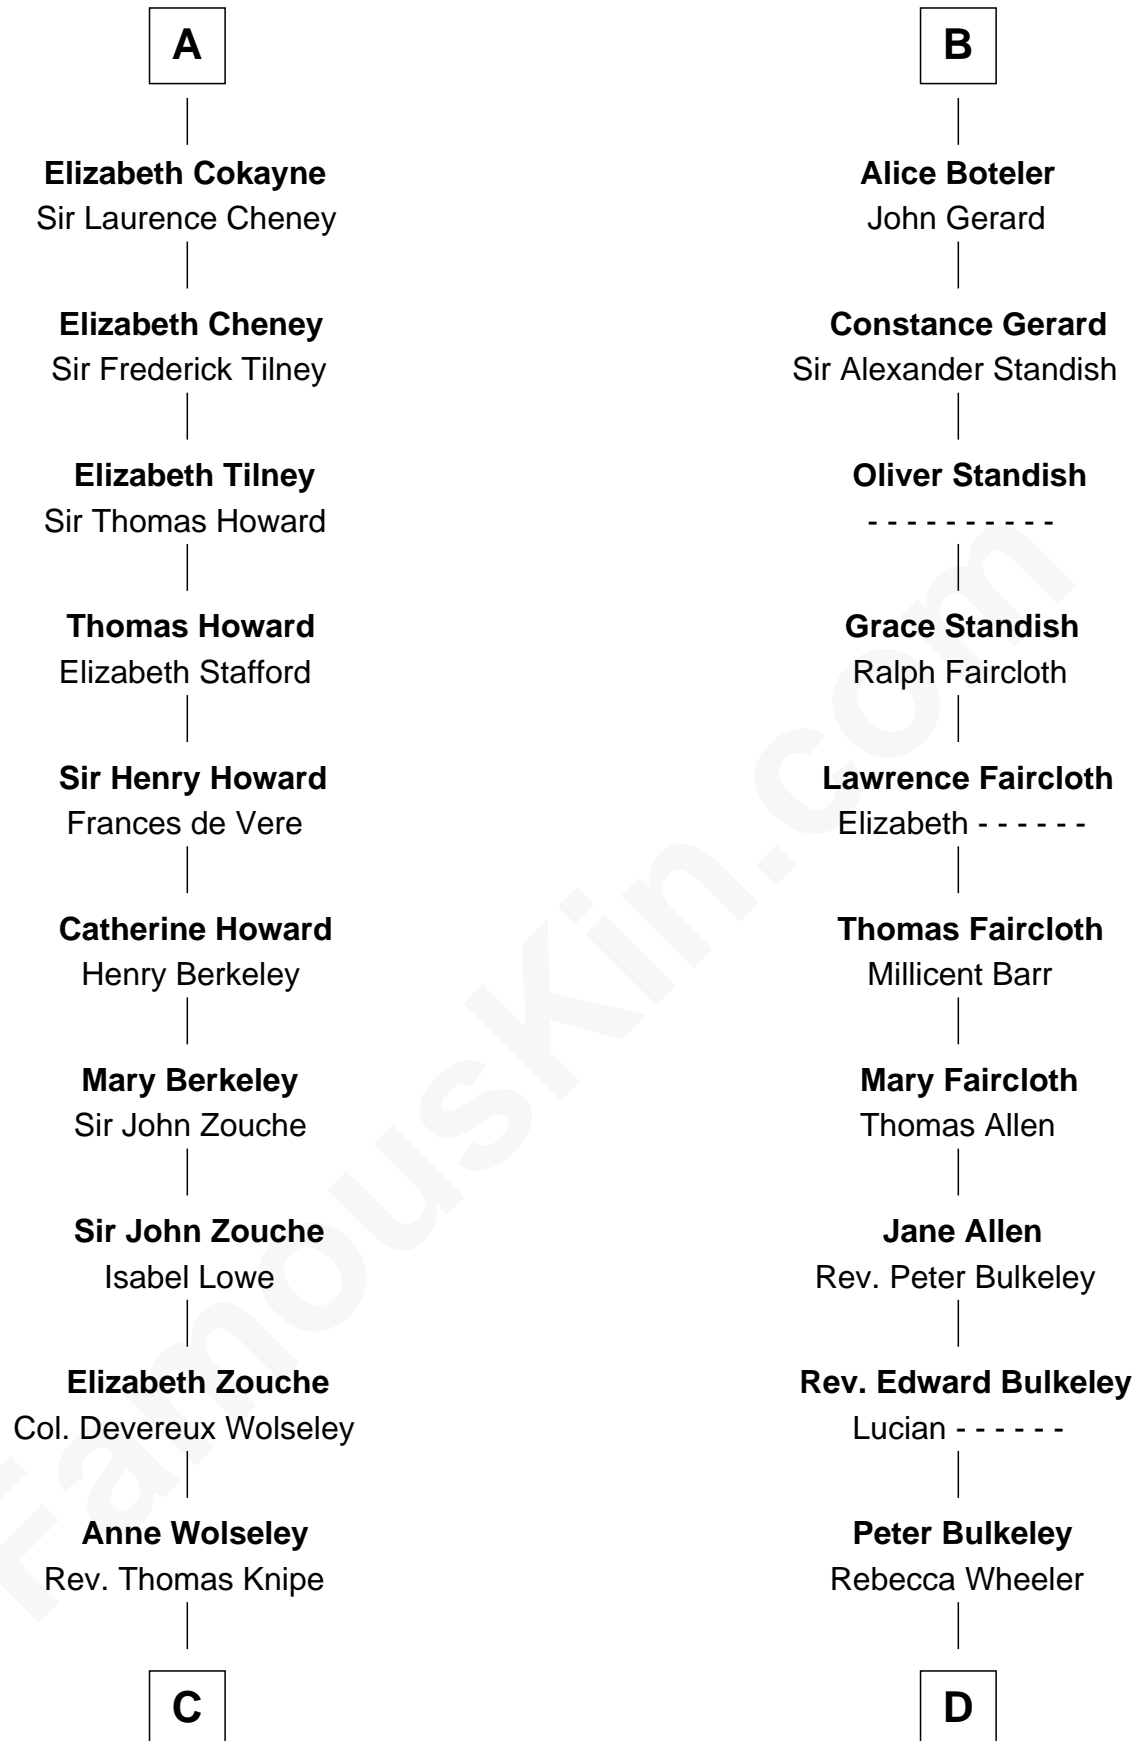 A
Elizabeth Cokayne
Sir Laurence Cheney
Elizabeth Cheney
Sir Frederick Tilney
Elizabeth Tilney
Sir Thomas Howard
Thomas Howard
Elizabeth Stafford
Sir Henry Howard
Frances de Vere
Catherine Howard
Henry Berkeley
Mary Berkeley
Sir John Zouche
Sir John Zouche
Isabel Lowe
Elizabeth Zouche
Col. Devereux Wolseley
Anne Wolseley
Rev. Thomas Knipe
C
B
Alice Boteler
John Gerard
Constance Gerard
Sir Alexander Standish
Oliver Standish
- - - - - - - - - -
Grace Standish
Ralph Faircloth
Lawrence Faircloth
Elizabeth - - - - - -
Thomas Faircloth
Millicent Barr
Mary Faircloth
Thomas Allen
Jane Allen
Rev. Peter Bulkeley
Rev. Edward Bulkeley
Lucian - - - - - -
Peter Bulkeley
Rebecca Wheeler
D
FamousKin.com